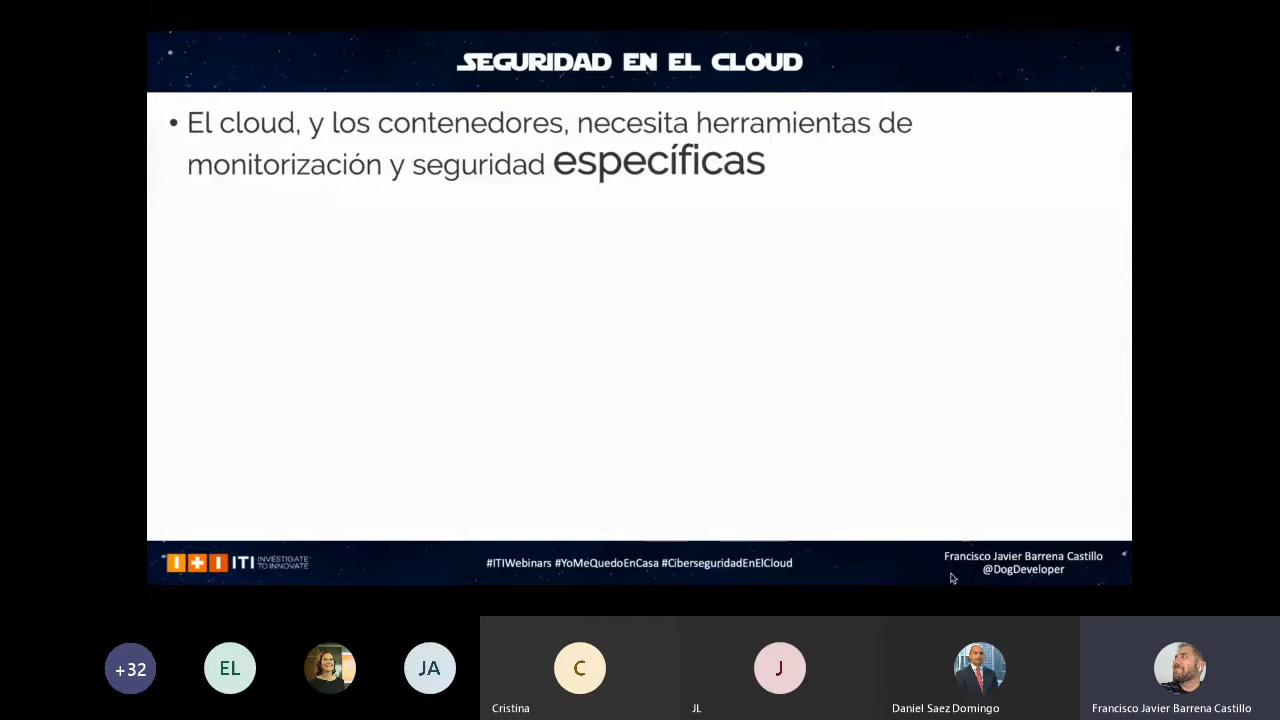 SEGURIDAD EN EL CLOUD
• El cloud, y los contenedores, necesita herramientas de
monitorización y seguridad específicas
I+I ITI INVESTIGATE
TO INNOVATE
#ITIWebinars #YoMeQuedoEnCasa #CiberseguridadEnElCloud
Francisco Javier Barrena Castillo
@DogDeveloper
+32
EL
JA
C
J
Cristina
JL
Daniel Saez Domingo
Francisco Javier Barrena Castillo